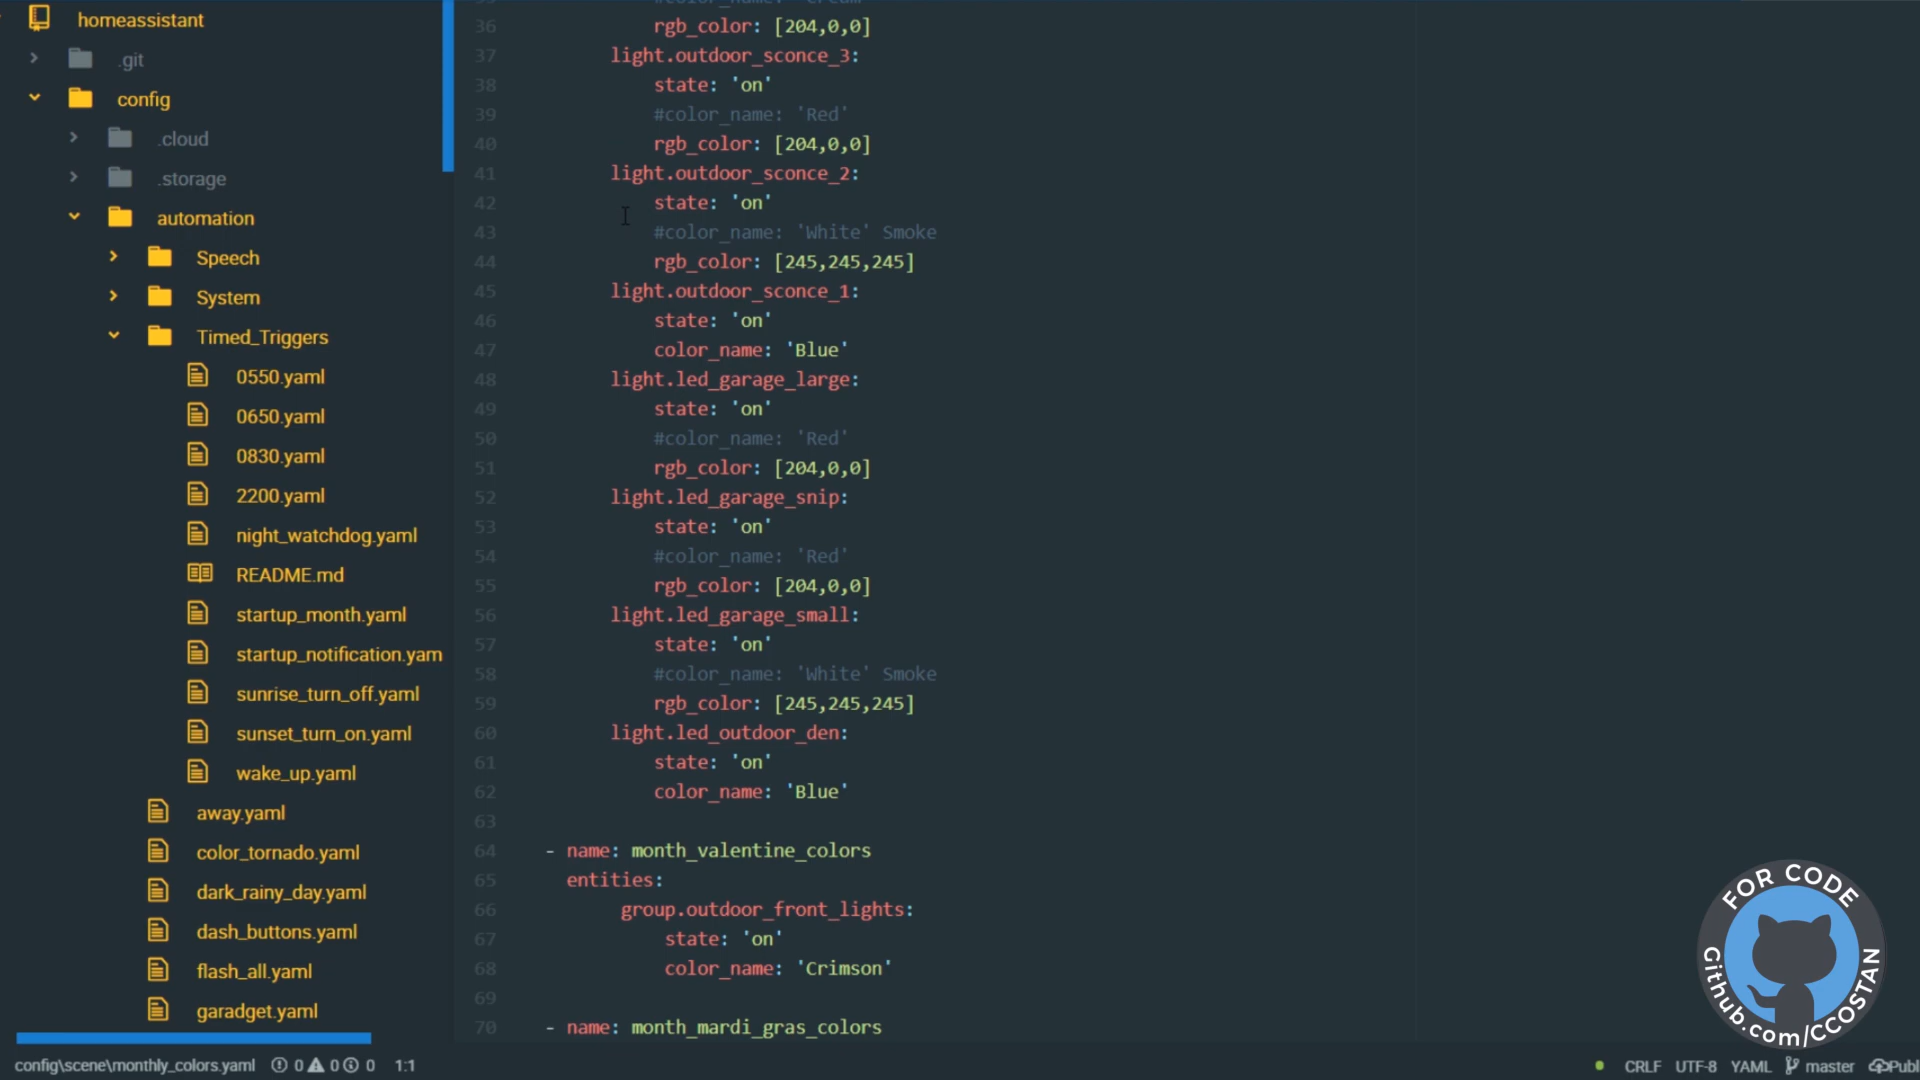 homeassistant
.git
config
.cloud
.storage
automation
Speech
System
Timed_Triggers
0550.yaml
0650.yaml
0830.yaml
2200.yaml
night_watchdog.yaml
README.md
startup_month.yaml
startup_notification.yam
sunrise_turn_off.yaml
sunset_turn_on.yaml
wake_up.yaml
away.yaml
color_tornado.yaml
dark_rainy_day.yaml
dash_buttons.yaml
flash_all.yaml
garadget.yaml
36 rgb_color: [204,0,0]
37 light.outdoor_sconce_3:
38 state: 'on'
39 #color_name: 'Red'
40 rgb_color: [204,0,0]
41 light.outdoor_sconce_2:
42 state: 'on'
43 #color_name: 'White' Smoke
44 rgb_color: [245,245,245]
45 light.outdoor_sconce_1:
46 state: 'on'
47 color_name: 'Blue'
48 light.led_garage_large:
49 state: 'on'
50 #color_name: 'Red'
51 rgb_color: [204,0,0]
52 light.led_garage_snip:
53 state: 'on'
54 #color_name: 'Red'
55 rgb_color: [204,0,0]
56 light.led_garage_small:
57 state: 'on'
58 #color_name: 'White' Smoke
59 rgb_color: [245,245,245]
60 light.led_outdoor_den:
61 state: 'on'
62 color_name: 'Blue'
63
64 - name: month_valentine_colors
65 entities:
66 group.outdoor_front_lights:
67 state: 'on'
68 color_name: 'Crimson'
69
70 - name: month_mardi_gras_colors
FOR CODE
Github.com/CCOSTAN
config\scene\monthly_colors.yaml 0 0 0 1:1
CRLF UTF-8 YAML master Publ